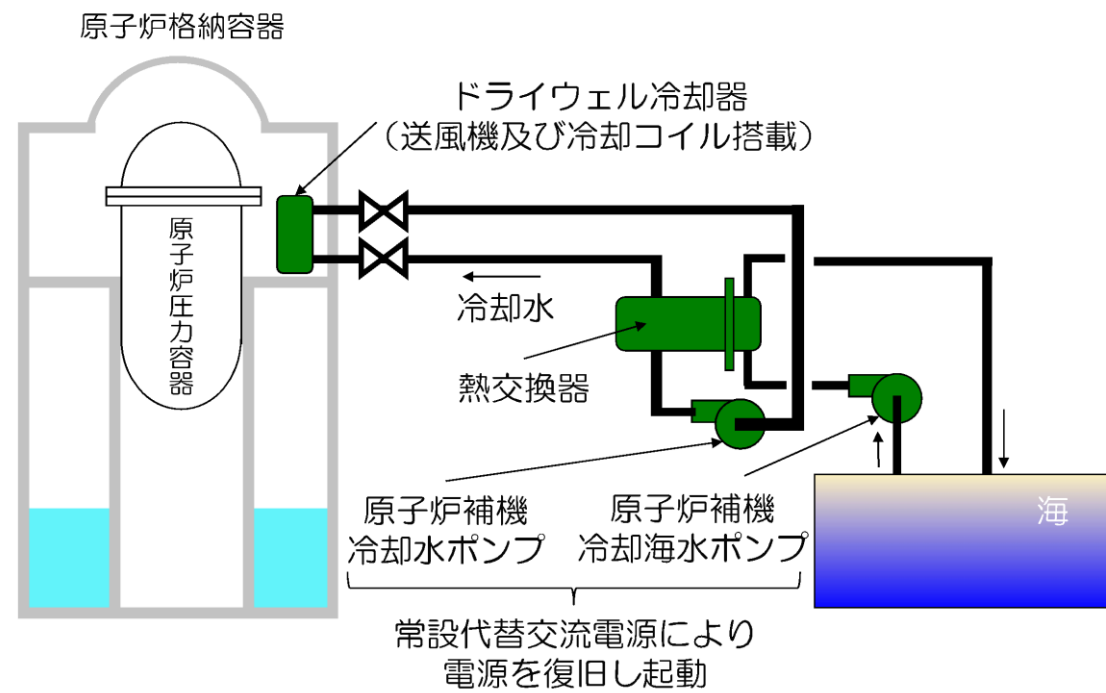 原子炉格納容器
ドライウェル冷却器
（送風機及び冷却コイル搭載）
原子炉圧力容器
冷却水
熱交換器
原子炉補機
冷却水ポンプ
原子炉補機
冷却海水ポンプ
海
常設代替交流電源により
電源を復旧し起動